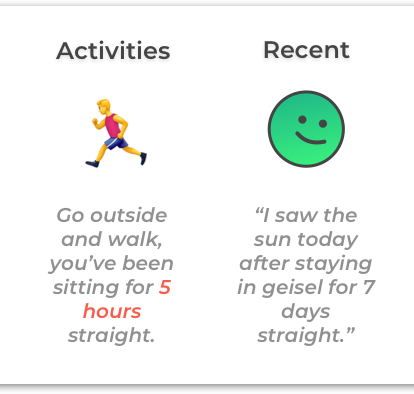 Activities
Go outside
and walk,
you’ve been
sitting for 5
hours
straight.
Recent
“I saw the
sun today
after staying
in geisel for 7
days
straight.”